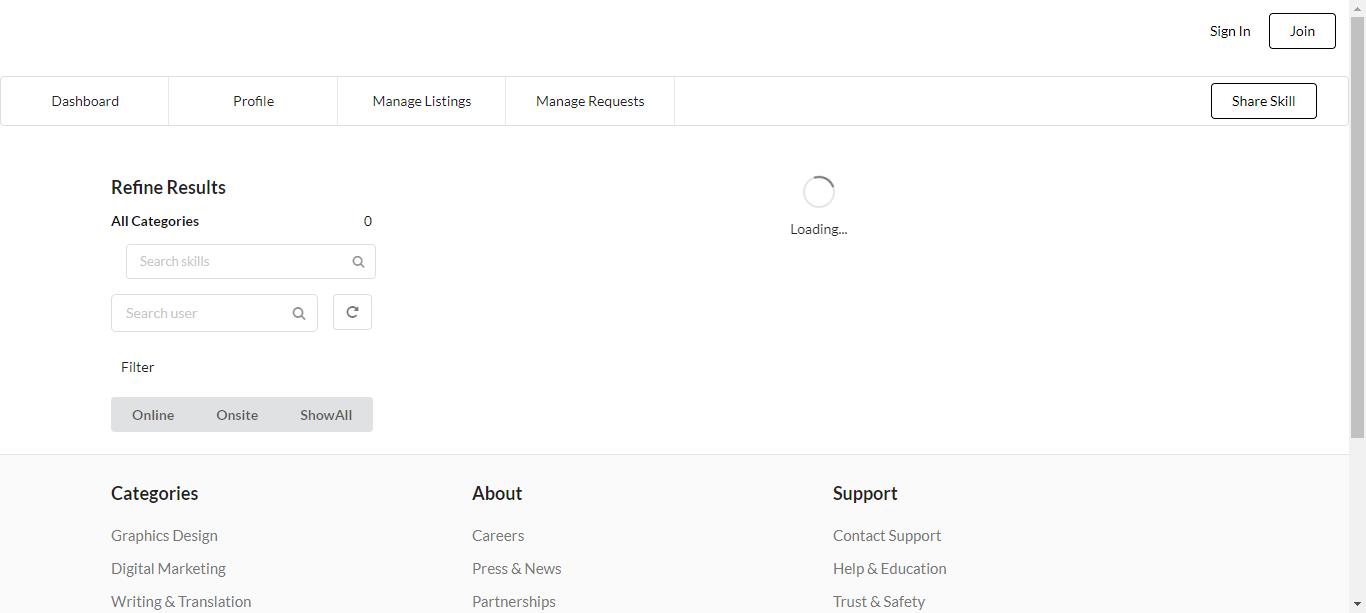 Sign In Join
Dashboard Profile Manage Listings Manage Requests Share Skill
Refine Results
All Categories 0
Search skills
Search user
Filter
Online Onsite ShowAll
Loading...
Categories
Graphics Design
Digital Marketing
Writing & Translation
About
Careers
Press & News
Partnerships
Support
Contact Support
Help & Education
Trust & Safety